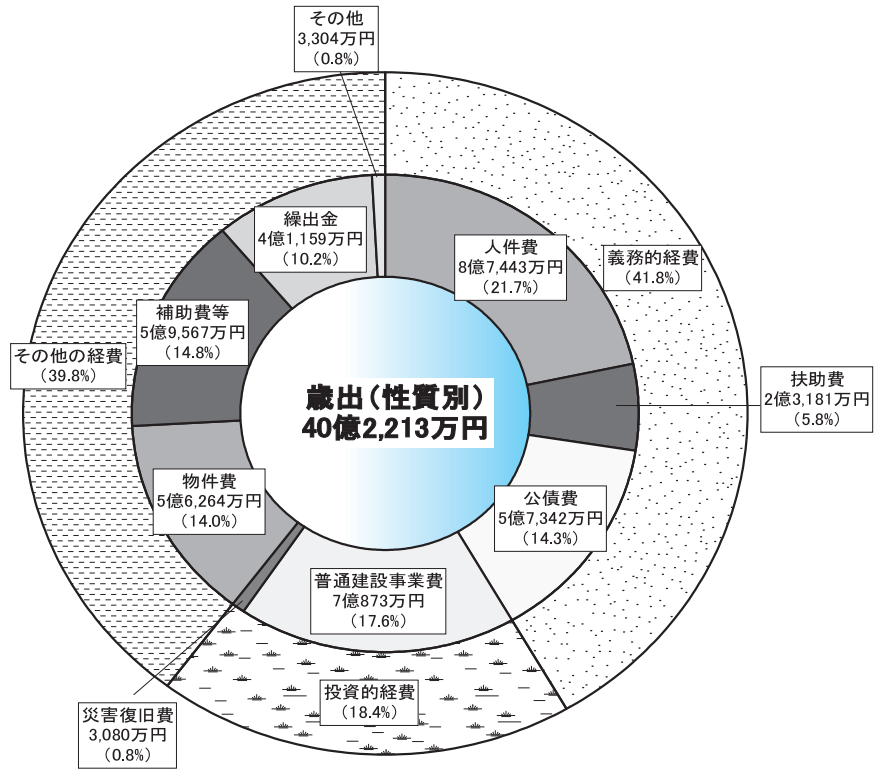 その他
3,304万円
(0.8%)
繰出金
4億1,159万円
(10.2%)
人件費
8億7,443万円
(21.7%)
義務的経費
(41.8%)
補助費等
5億9,567万円
(14.8%)
その他の経費
(39.8%)
歳出(性質別)
40億2,213万円
扶助費
2億3,181万円
(5.8%)
物件費
5億6,264万円
(14.0%)
公債費
5億7,342万円
(14.3%)
普通建設事業費
7億873万円
(17.6%)
投資的経費
(18.4%)
災害復旧費
3,080万円
(0.8%)